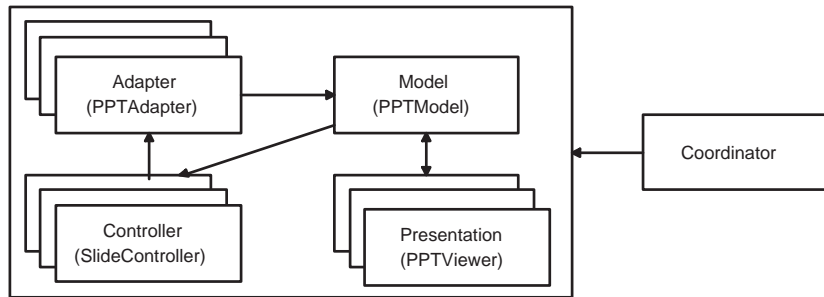 Adapter
(PPTAdapter)
Model
(PPTModel)
Coordinator
Controller
(SlideController)
Presentation
(PPTViewer)